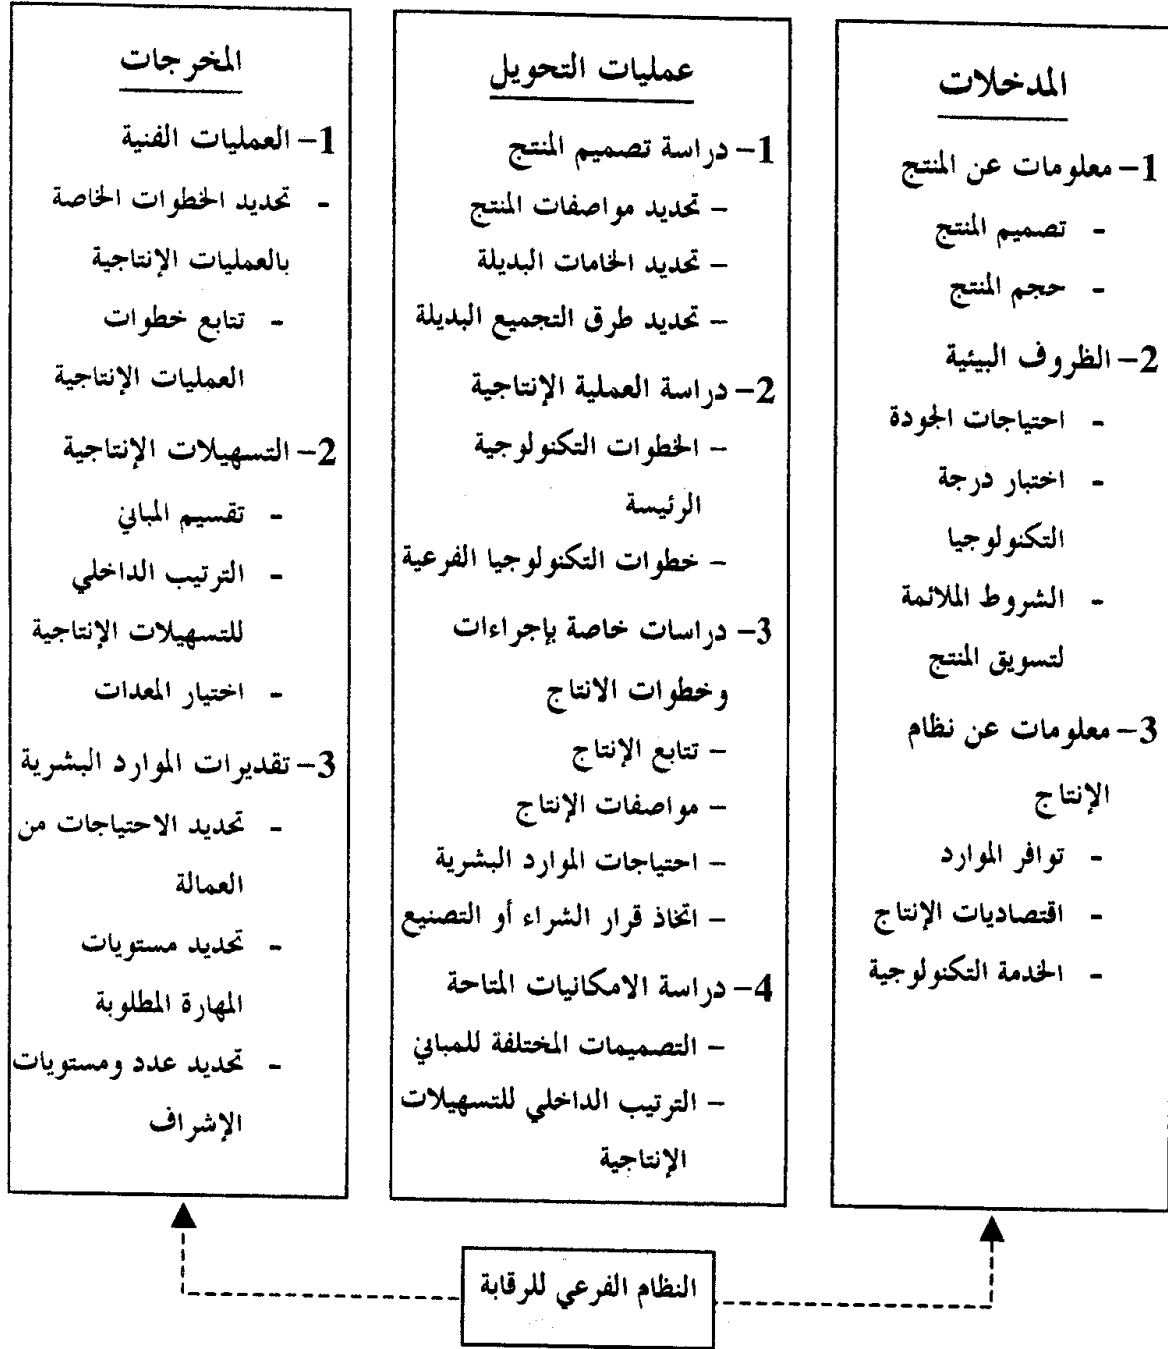 المدخلات
1– معلومات عن المنتج
- تصميم المنتج
- حجم المنتج
2– الظروف البيئية
- احتياجات الجودة
- اختبار درجة
التكنولوجيا
- الشروط الملائمة
لتسويق المنتج
3– معلومات عن نظام
الإنتاج
- توافر الموارد
- اقتصاديات الإنتاج
- الخدمة التكنولوجية
عمليات التحويل
1– دراسة تصميم المنتج
– تحديد مواصفات المنتج
– تحديد الخامات البديلة
– تحديد طرق التجميع البديلة
2– دراسة العملية الإنتاجية
– الخطوات التكنولوجية
الرئيسة
– خطوات التكنولوجيا الفرعية
3– دراسات خاصة بإجراءات
وخطوات الانتاج
– تتابع الإنتاج
– مواصفات الإنتاج
– احتياجات الموارد البشرية
– اتخاذ قرار الشراء أو التصنيع
4– دراسة الامكانيات المتاحة
– التصميمات المختلفة للمباني
– الترتيب الداخلي للتسهيلات
الإنتاجية
المخرجات
1– العمليات الفنية
- تحديد الخطوات الخاصة
بالعمليات الإنتاجية
- تتابع خطوات
العمليات الإنتاجية
2– التسهيلات الإنتاجية
- تقسيم المباني
- الترتيب الداخلي
للتسهيلات الإنتاجية
- اختيار المعدات
3– تقديرات الموارد البشرية
- تحديد الاحتياجات من
العمالة
- تحديد مستويات
المهارة المطلوبة
- تحديد عدد ومستويات
الإشراف
النظام الفرعي للرقابة